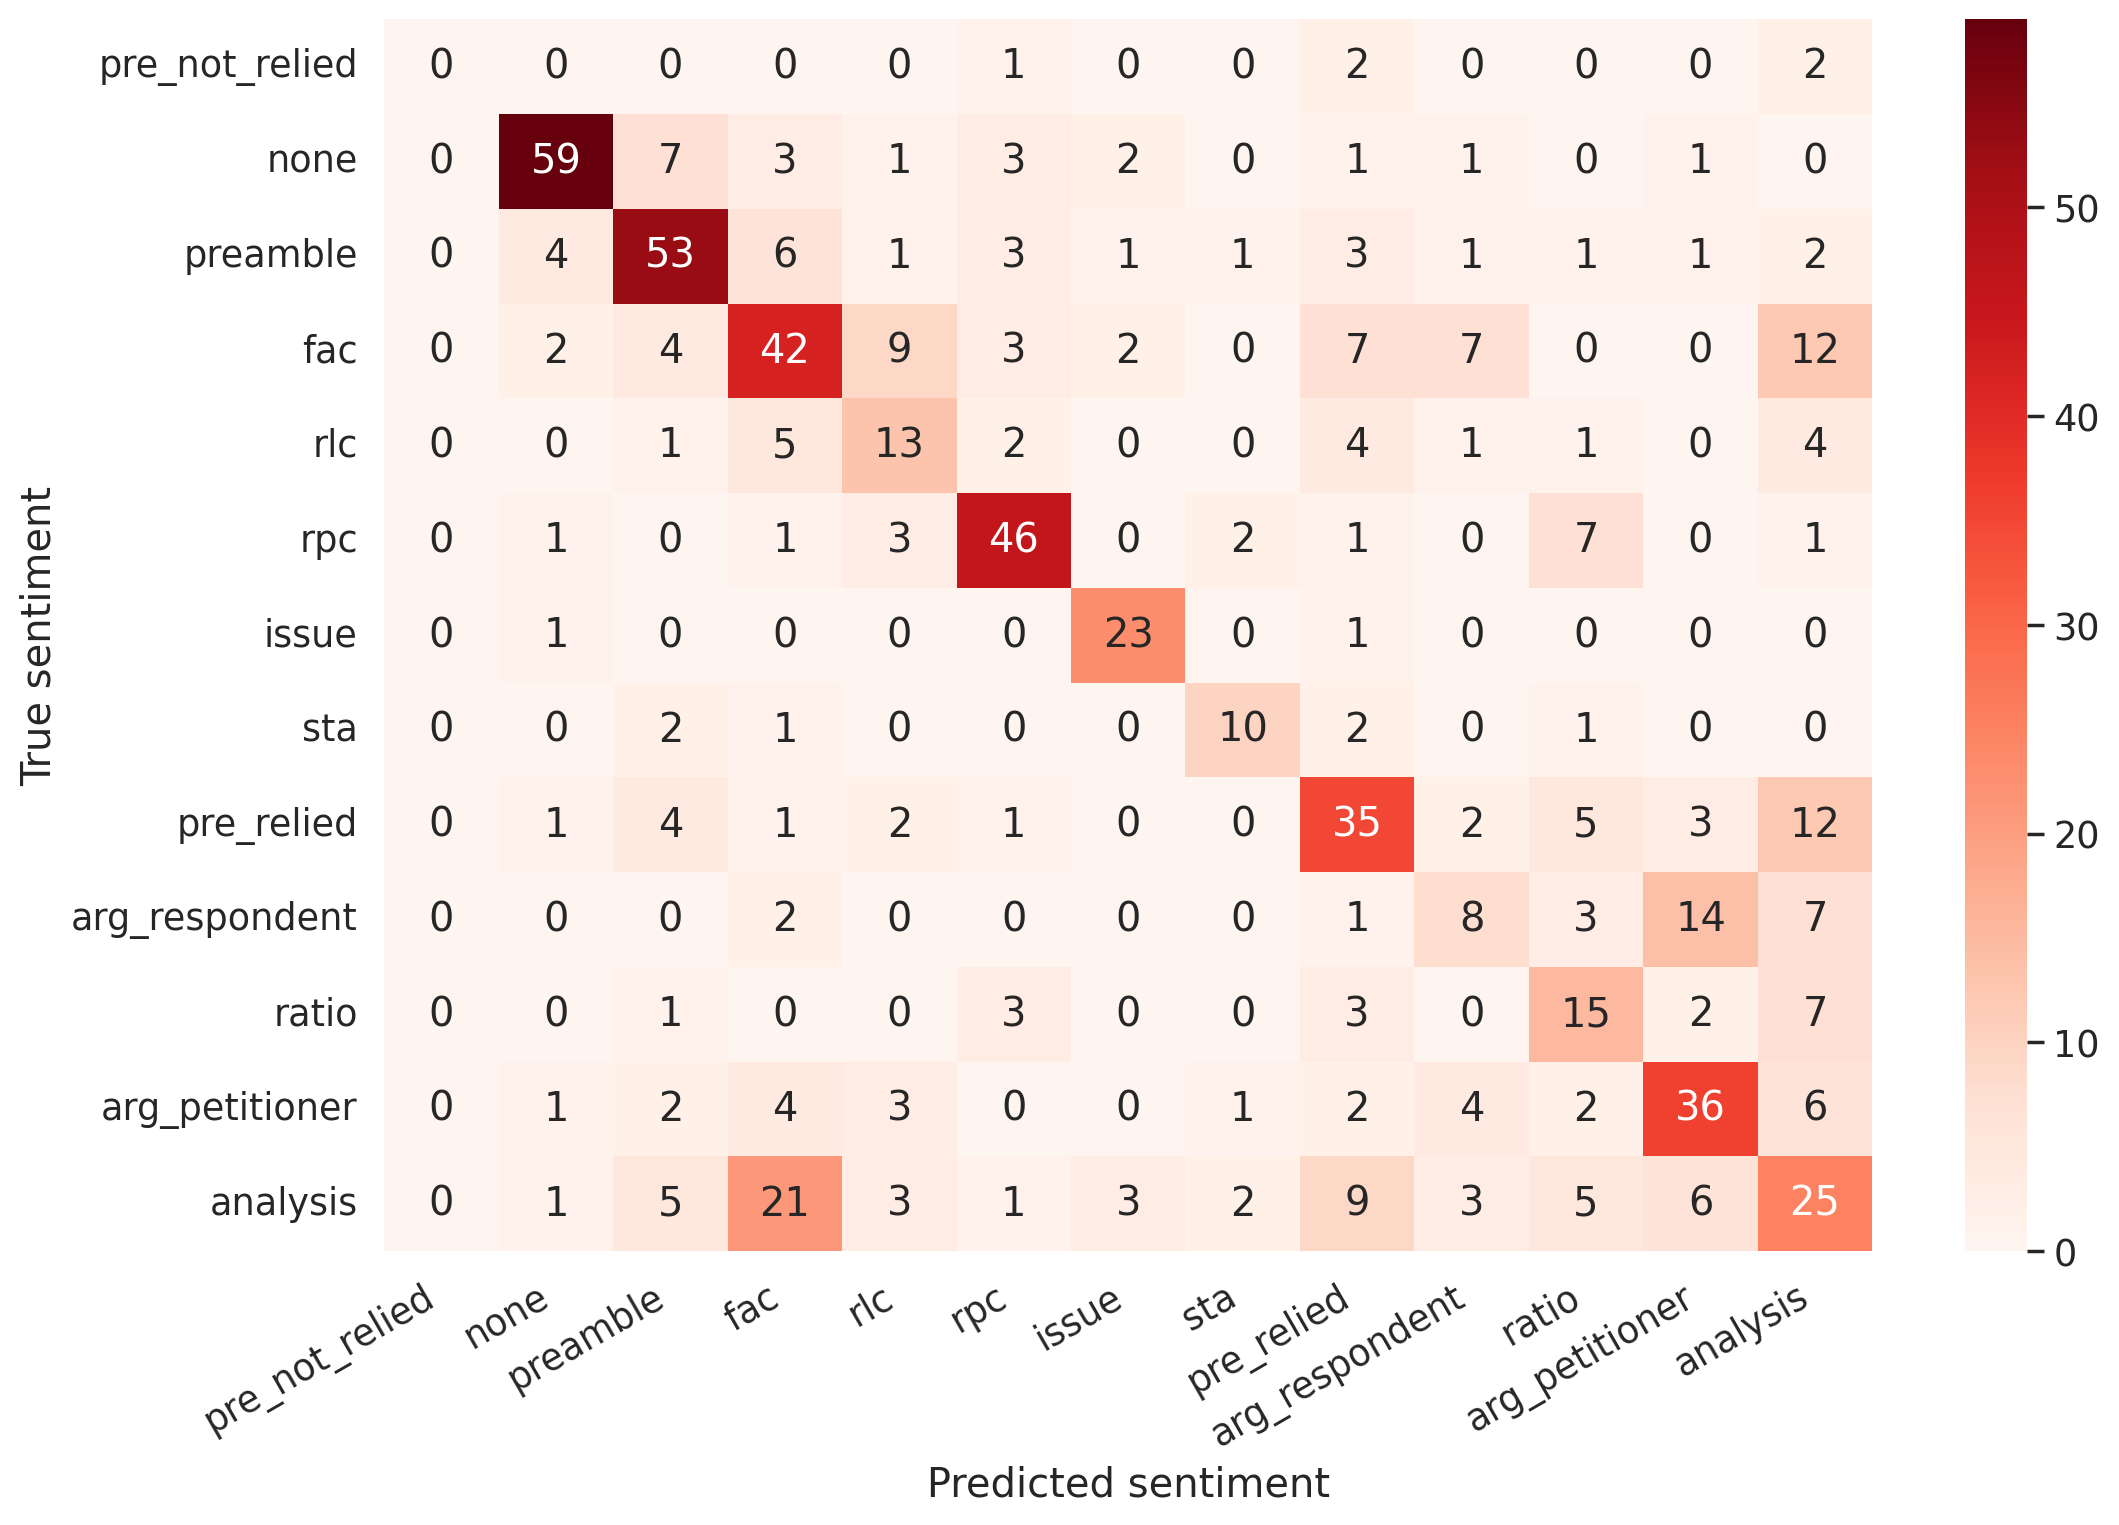 pre_not_relied 0 0 0 0 0 1 0 0 2 0 0 0 2
none 0 59 7 3 1 3 2 0 1 1 0 1 0
preamble 0 4 53 6 1 3 1 1 3 1 1 1 2
fac 0 2 4 42 9 3 2 0 7 7 0 0 12
rlc 0 0 1 5 13 2 0 0 4 1 1 0 4
rpc 0 1 0 1 3 46 0 2 1 0 7 0 1
issue 0 1 0 0 0 0 23 0 1 0 0 0 0
sta 0 0 2 1 0 0 0 10 2 0 1 0 0
pre_relied 0 1 4 1 2 1 0 0 35 2 5 3 12
arg_respondent 0 0 0 2 0 0 0 0 1 8 3 14 7
ratio 0 0 1 0 0 3 0 0 3 0 15 2 7
arg_petitioner 0 1 2 4 3 0 0 1 2 4 2 36 6
analysis 0 1 5 21 3 1 3 2 9 3 5 6 25
True sentiment
pre_not_relied
none
preamble
fac
rlc
rpc
issue
sta
pre_relied
arg_respondent
ratio
arg_petitioner
analysis
Predicted sentiment
50
40
30
20
10
0